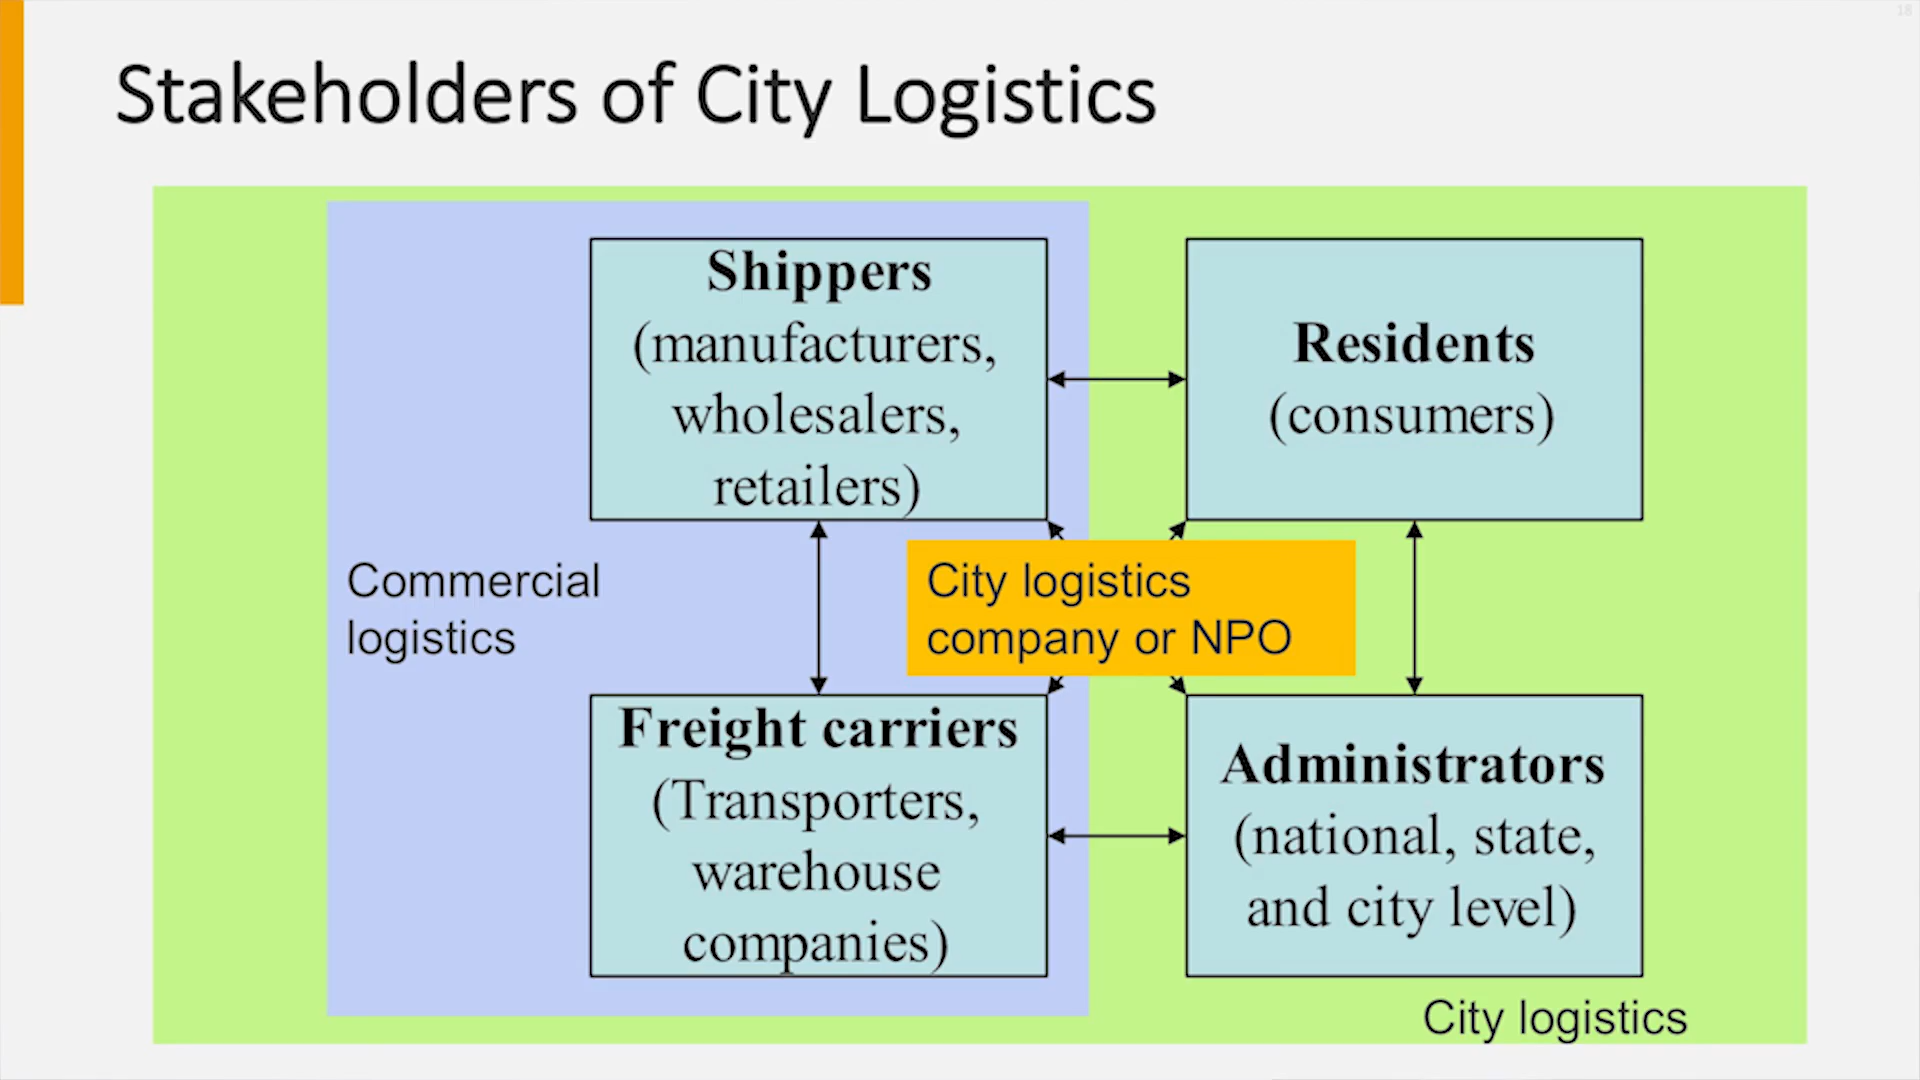 18
Stakeholders of City Logistics
Shippers
(manufacturers,
wholesalers,
retailers)
Residents
(consumers)
Commercial
logistics
City logistics
company or NPO
Freight carriers
(Transporters,
warehouse
companies)
Administrators
(national, state,
and city level)
City logistics